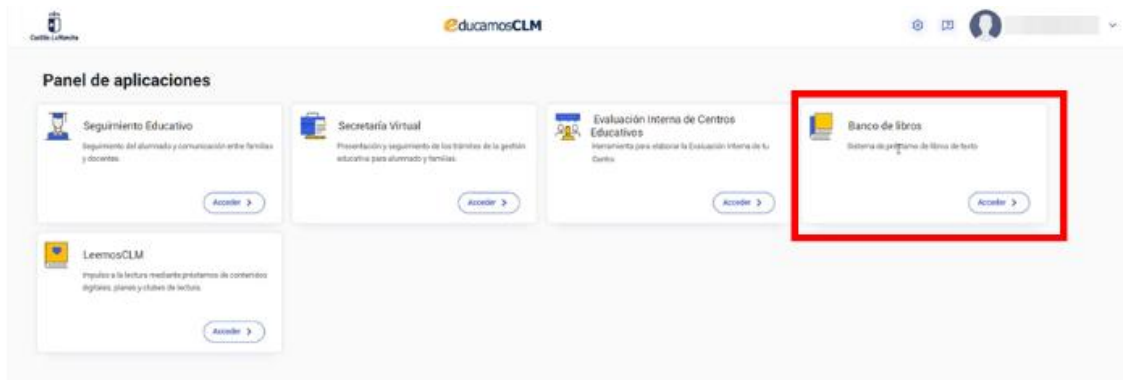 Castilla-La Mancha
educamosCLM
Panel de aplicaciones
Seguimiento Educativo
Seguimiento del alumnado y comunicación entre familias
y docentes.
Acceder
Secretaría Virtual
Presentación y seguimiento de los trámites de la gestión
educativa para alumnado y familias.
Acceder
Evaluación Interna de Centros
Educativos
Herramienta para elaborar la Evaluación Interna de tu
Centro.
Acceder
Banco de libros
Sistema de préstamo de libros de texto
Acceder
LeemosCLM
Impulso a la lectura mediante préstamos de contenidos
digitales, planes y clubes de lectura.
Acceder